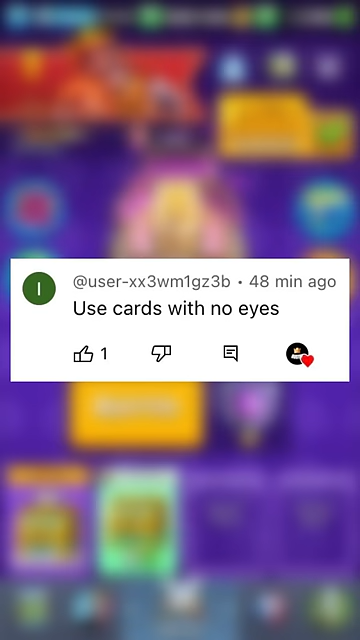 I
@user-xx3wm1gz3b • 48 min ago
Use cards with no eyes
1